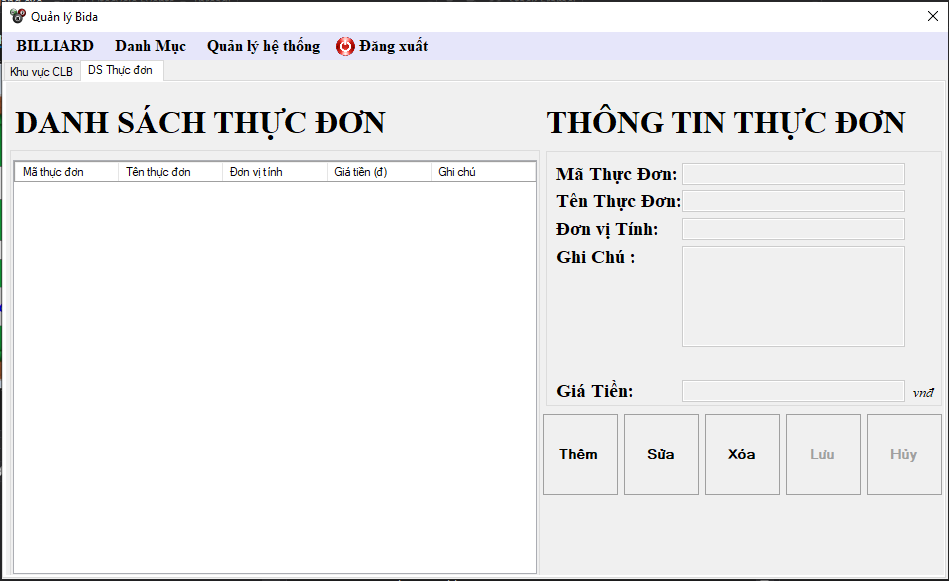 Quản lý Bida
BILLIARD Danh Mục Quản lý hệ thống Đăng xuất
Khu vực CLB DS Thực đơn
DANH SÁCH THỰC ĐƠN
Mã thực đơn Tên thực đơn Đơn vị tính Giá tiền (đ) Ghi chú
THÔNG TIN THỰC ĐƠN
Mã Thực Đơn:
Tên Thực Đơn:
Đơn vị Tính:
Ghi Chú :
Giá Tiền: vnđ
Thêm Sửa Xóa Lưu Hủy